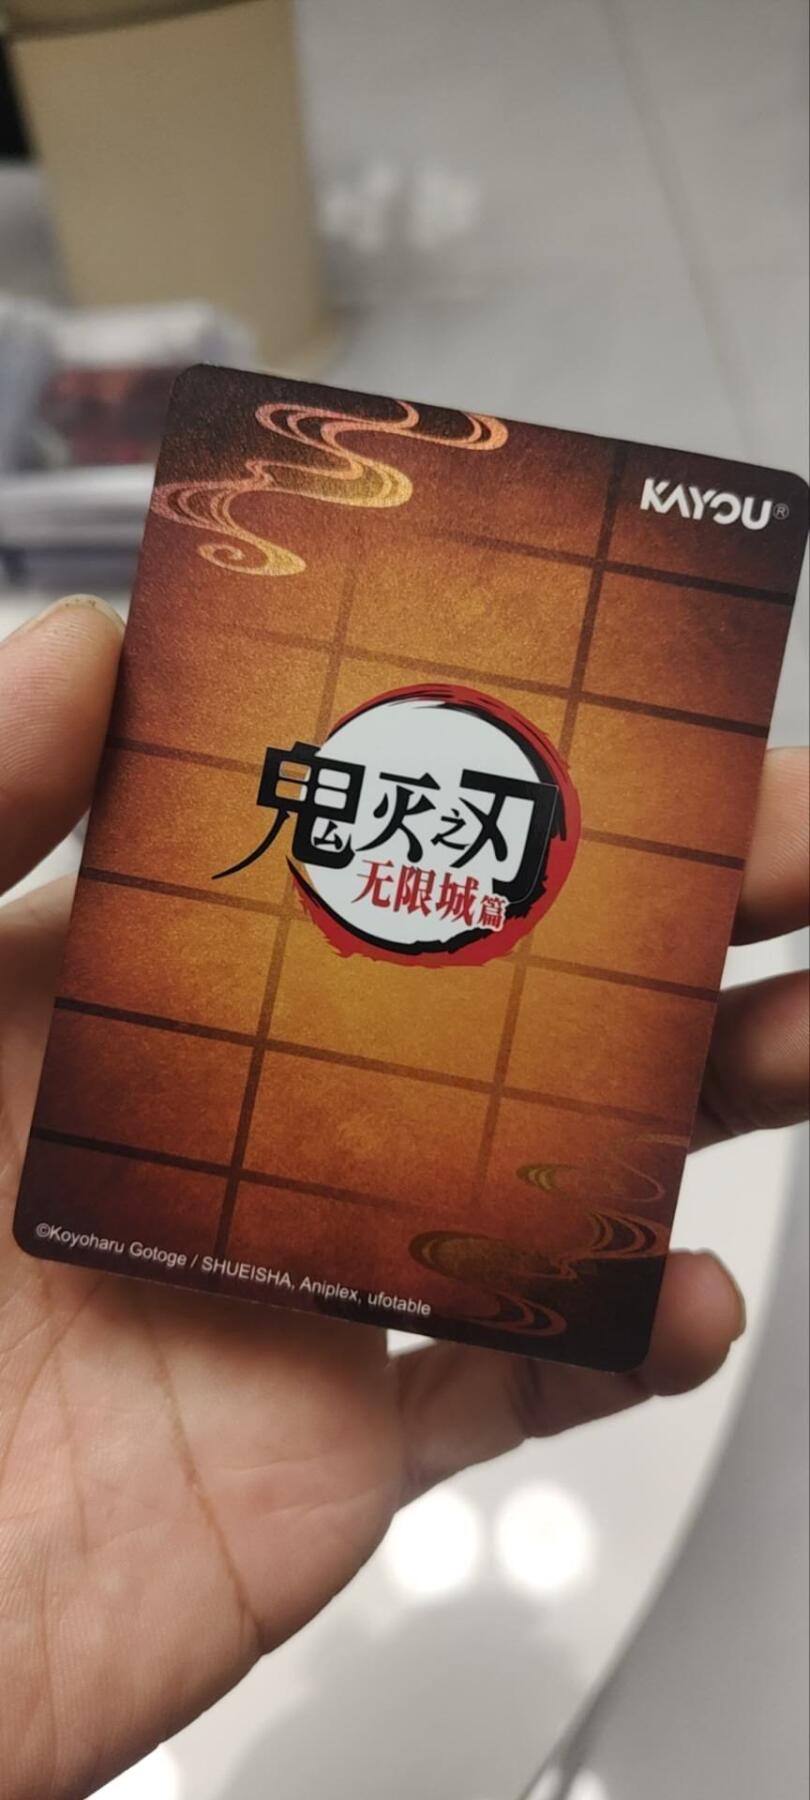 KAYOU®
鬼灭之刃
无限城篇
©Koyoharu Gotoge / SHUEISHA, Aniplex, ufotable